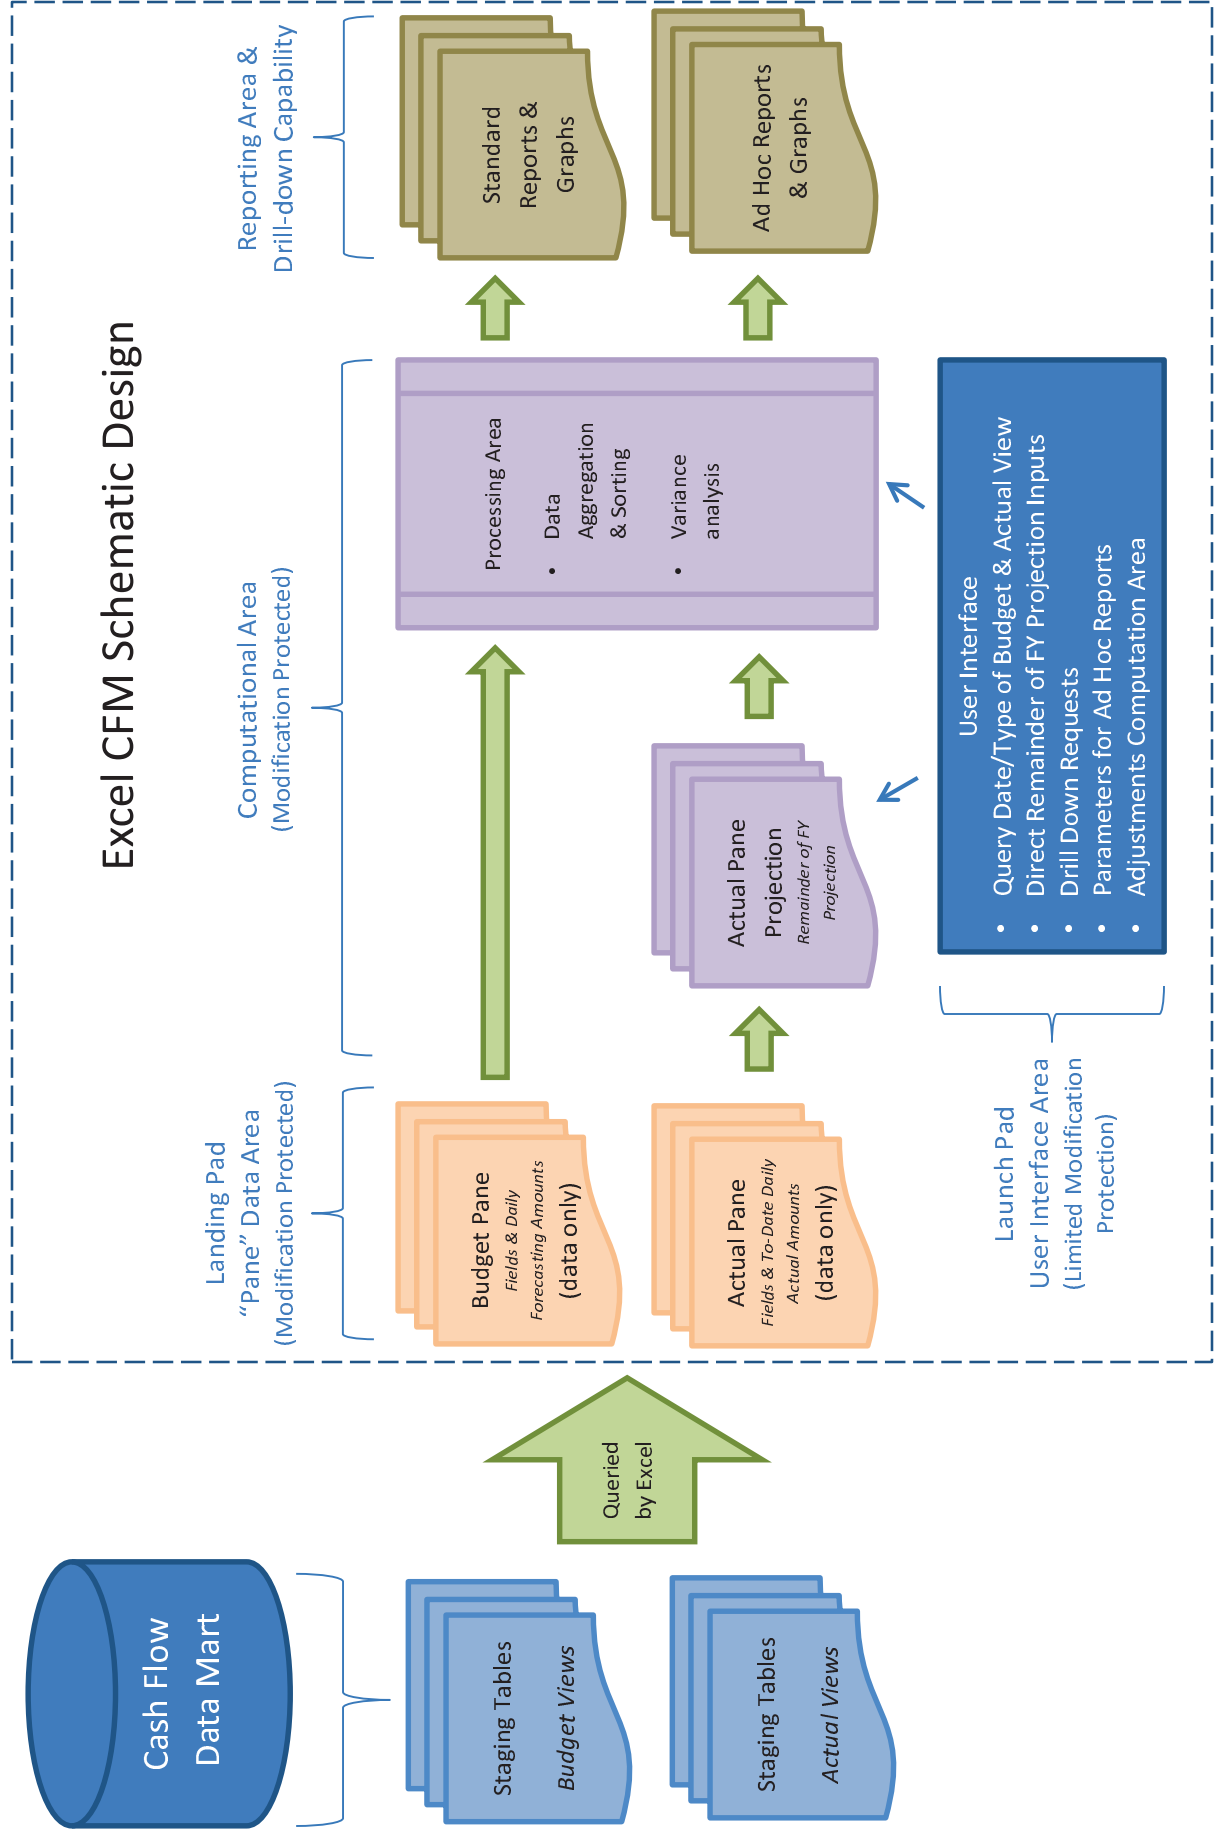 Excel CFM Schematic Design
Cash Flow
Data Mart
Staging Tables
Budget Views
Staging Tables
Actual Views
Queried
by Excel
Landing Pad
“Pane” Data Area
(Modification Protected)
Budget Pane
Fields & Daily
Forecasting Amounts
(data only)
Actual Pane
Fields & To-Date Daily
Actual Amounts
(data only)
Computational Area
(Modification Protected)
Actual Pane
Projection
Remainder of FY
Projection
Processing Area
• Data
Aggregation
& Sorting
• Variance
analysis
Reporting Area &
Drill-down Capability
Standard
Reports &
Graphs
Ad Hoc Reports
& Graphs
Launch Pad
User Interface Area
(Limited Modification
Protection)
User Interface
• Query Date/Type of Budget & Actual View
• Direct Remainder of FY Projection Inputs
• Drill Down Requests
• Parameters for Ad Hoc Reports
• Adjustments Computation Area